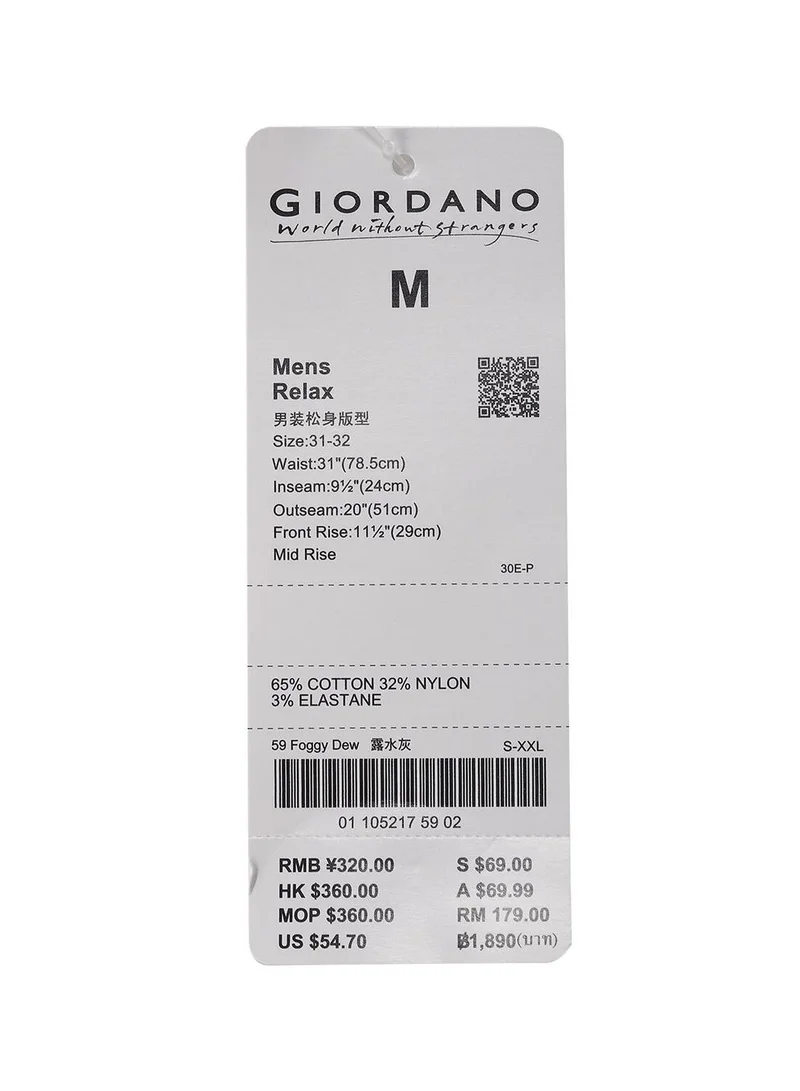 GIORDANO
World without strangers
M
Mens
Relax
男装松身版型
Size:31-32
Waist:31"(78.5cm)
Inseam:9½"(24cm)
Outseam:20"(51cm)
Front Rise:11½"(29cm)
Mid Rise
30E-P
65% COTTON 32% NYLON
3% ELASTANE
59 Foggy Dew 露水灰 S-XXL
01 105217 59 02
RMB ¥320.00 S $69.00
HK $360.00 A $69.99
MOP $360.00 RM 179.00
US $54.70 ฿1,890(บาท)